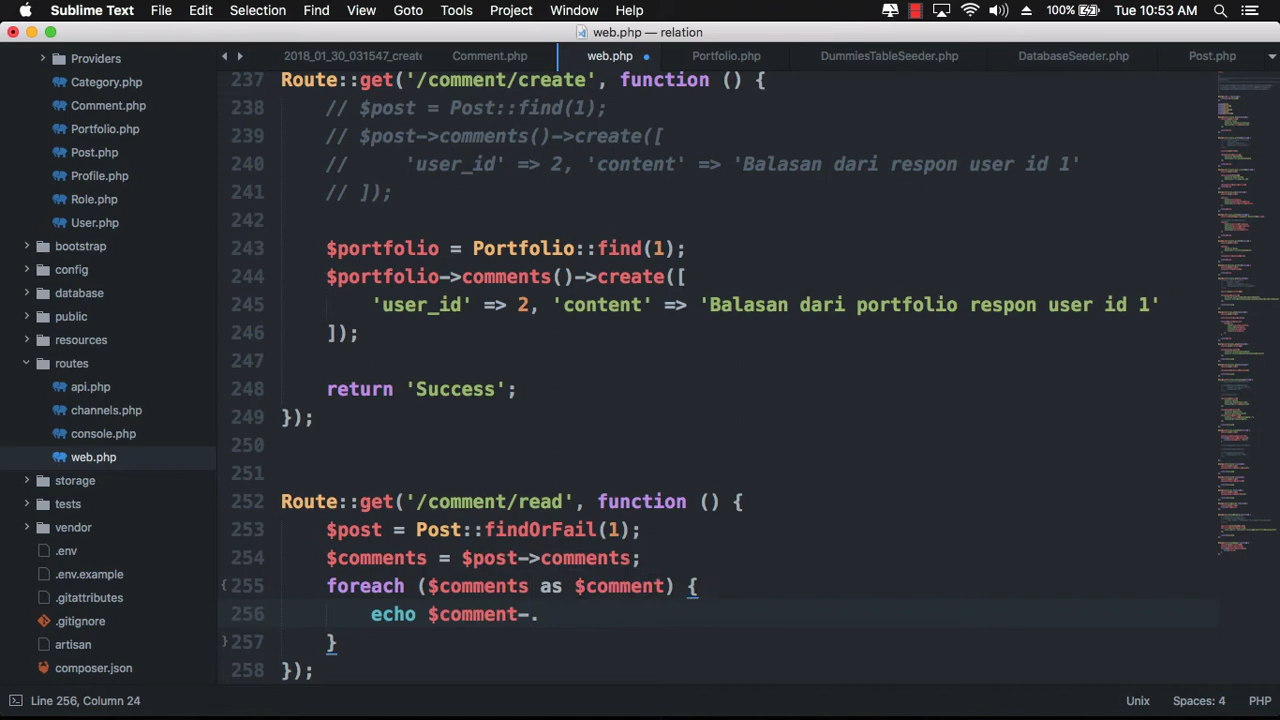 Sublime Text File Edit Selection Find View Goto Tools Project Window Help 100% Tue 10:53 AM
web.php — relation
2018_01_30_031547_create Comment.php web.php Portfolio.php DummiesTableSeeder.php DatabaseSeeder.php Post.php
Providers
Category.php
Comment.php
Portfolio.php
Post.php
Profile.php
Role.php
User.php
bootstrap
config
database
public
resources
routes
api.php
channels.php
console.php
web.php
storage
tests
vendor
.env
.env.example
.gitattributes
.gitignore
artisan
composer.json
237 Route::get('/comment/create', function () {
238 // $post = Post::find(1);
239 // $post->comments()->create([
240 //     'user_id' => 2, 'content' => 'Balasan dari respon user id 1'
241 // ]);
242
243 $portfolio = Portfolio::find(1);
244 $portfolio->comments()->create([
245 'user_id' => 2, 'content' => 'Balasan dari portfolio respon user id 1'
246 ]);
247
248 return 'Success';
249 });
250
251
252 Route::get('/comment/read', function () {
253 $post = Post::findOrFail(1);
254 $comments = $post->comments;
255 foreach ($comments as $comment) {
256 echo $comment-.
257 }
258 });
Line 256, Column 24 Unix Spaces: 4 PHP